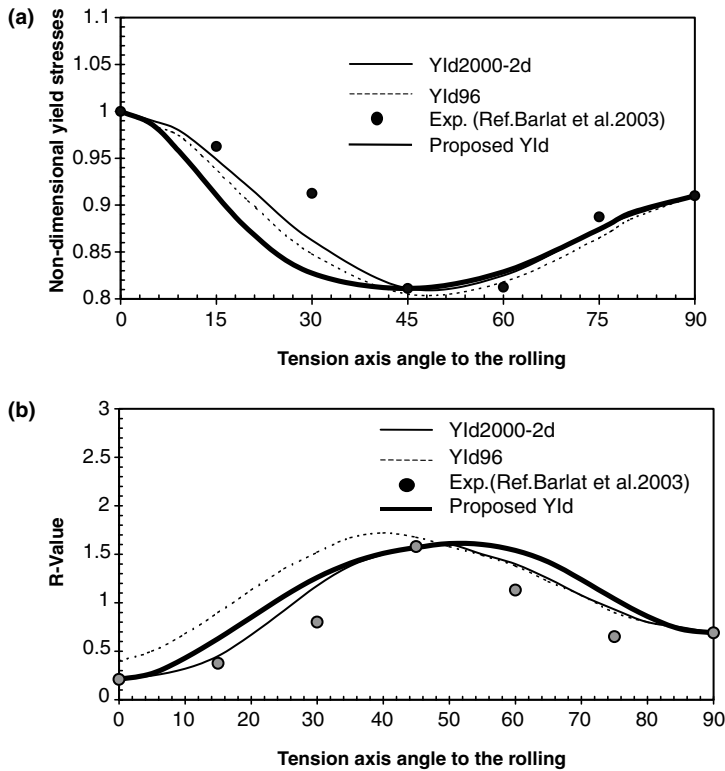 (a)
1.1
1.05
1
0.95
0.9
0.85
0.8
Non-dimensional yield stresses
Yld2000-2d
Yld96
Exp. (Ref.Barlat et al.2003)
Proposed Yld
0 15 30 45 60 75 90
Tension axis angle to the rolling
(b)
3
2.5
2
1.5
1
0.5
0
R-Value
Yld2000-2d
Yld96
Exp.(Ref.Barlat et al.2003)
Proposed Yld
0 10 20 30 40 50 60 70 80 90
Tension axis angle to the rolling